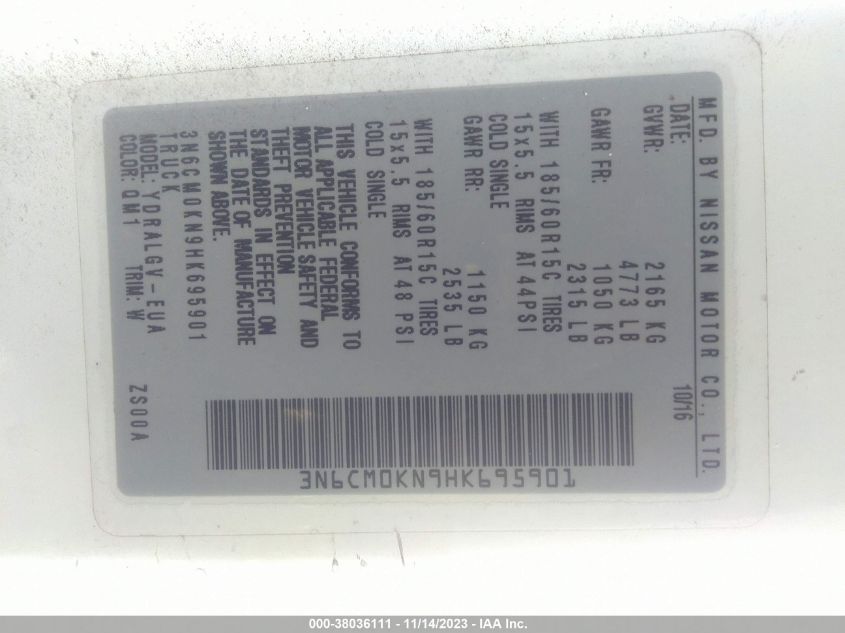 MFD. BY NISSAN MOTOR CO., LTD.
DATE: 10/16
GVWR: 2165 KG
4773 LB
GAWR FR: 1050 KG
2315 LB
WITH 185/60R15C TIRES
15x5.5 RIMS AT 44PSI
COLD SINGLE
GAWR RR: 1150 KG
2535 LB
WITH 185/60R15C TIRES
15x5.5 RIMS AT 48 PSI
COLD SINGLE
THIS VEHICLE CONFORMS TO
ALL APPLICABLE FEDERAL
MOTOR VEHICLE SAFETY AND
THEFT PREVENTION
STANDARDS IN EFFECT ON
THE DATE OF MANUFACTURE
SHOWN ABOVE.
3N6CM0KN9HK695901
TRUCK
MODEL: YDRALGV-EUA
COLOR: QM1 TRIM: W ZS00A
3N6CM0KN9HK695901
000-38036111 - 11/14/2023 - IAA Inc.